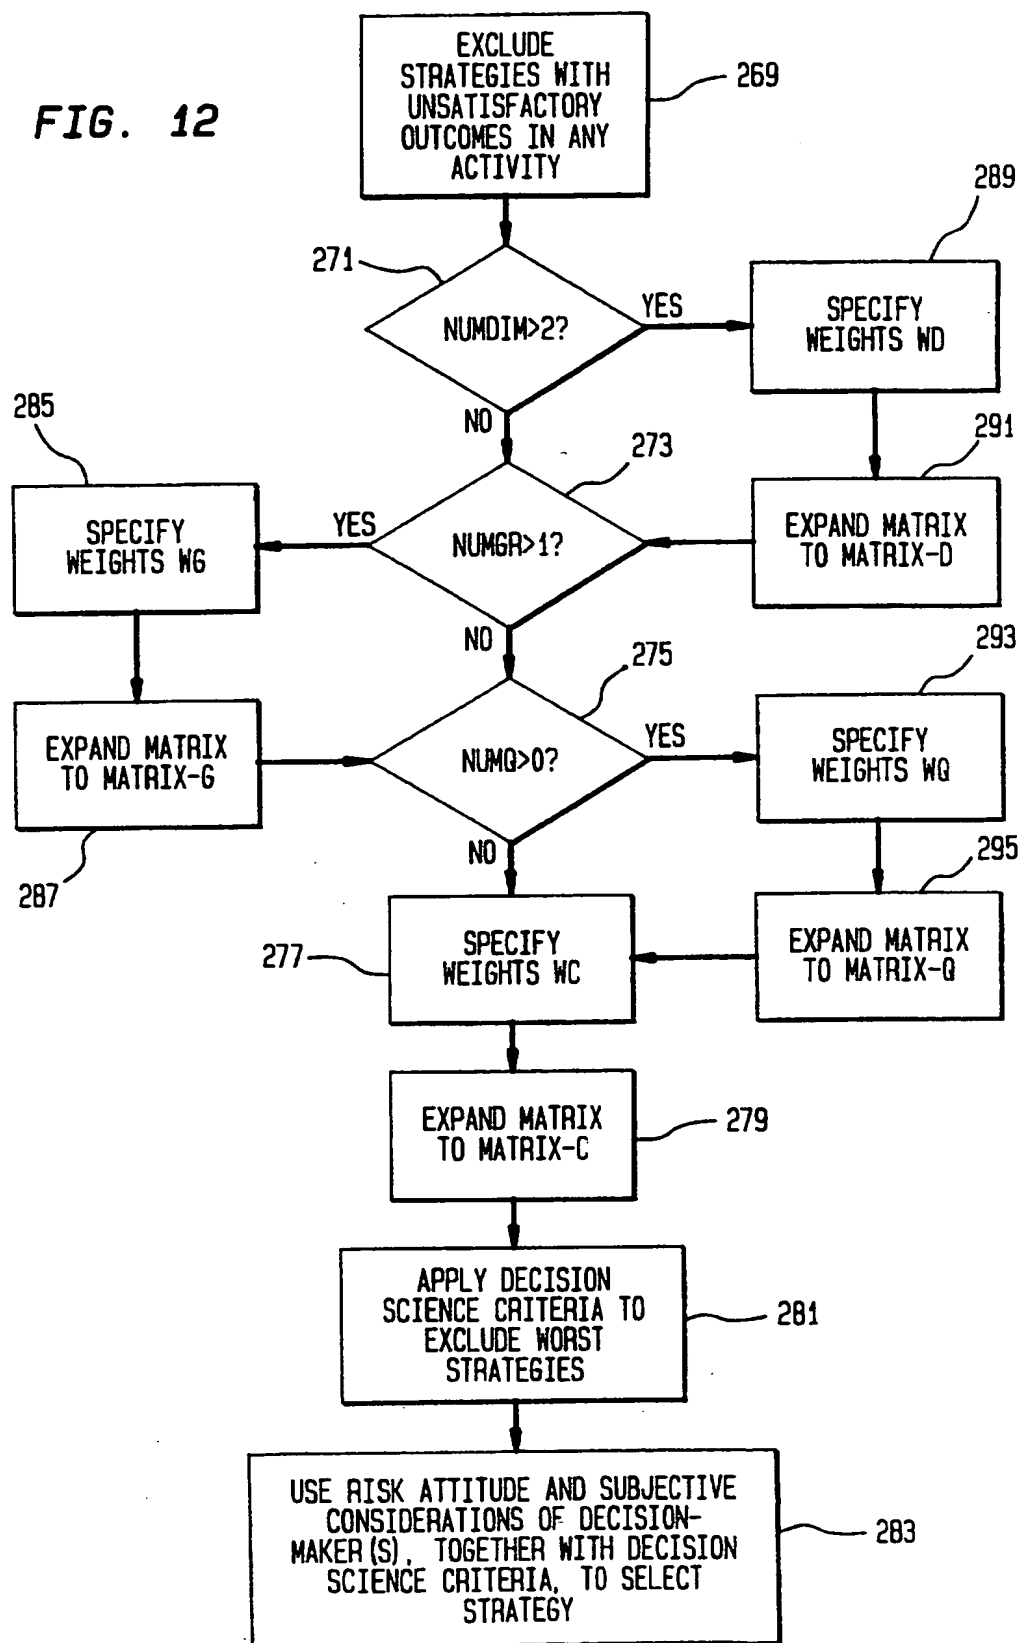 FIG. 12
EXCLUDE
STRATEGIES WITH
UNSATISFACTORY
OUTCOMES IN ANY
ACTIVITY
269
271
NUMDIM>2?
YES
NO
289
SPECIFY
WEIGHTS WD
291
EXPAND MATRIX
TO MATRIX-D
273
NUMGR>1?
YES
NO
285
SPECIFY
WEIGHTS WG
EXPAND MATRIX
TO MATRIX-G
287
275
NUMQ>0?
YES
NO
293
SPECIFY
WEIGHTS WQ
295
EXPAND MATRIX
TO MATRIX-Q
277
SPECIFY
WEIGHTS WC
EXPAND MATRIX
TO MATRIX-C
279
APPLY DECISION
SCIENCE CRITERIA TO
EXCLUDE WORST
STRATEGIES
281
USE RISK ATTITUDE AND SUBJECTIVE
CONSIDERATIONS OF DECISION-
MAKER(S), TOGETHER WITH DECISION
SCIENCE CRITERIA, TO SELECT
STRATEGY
283